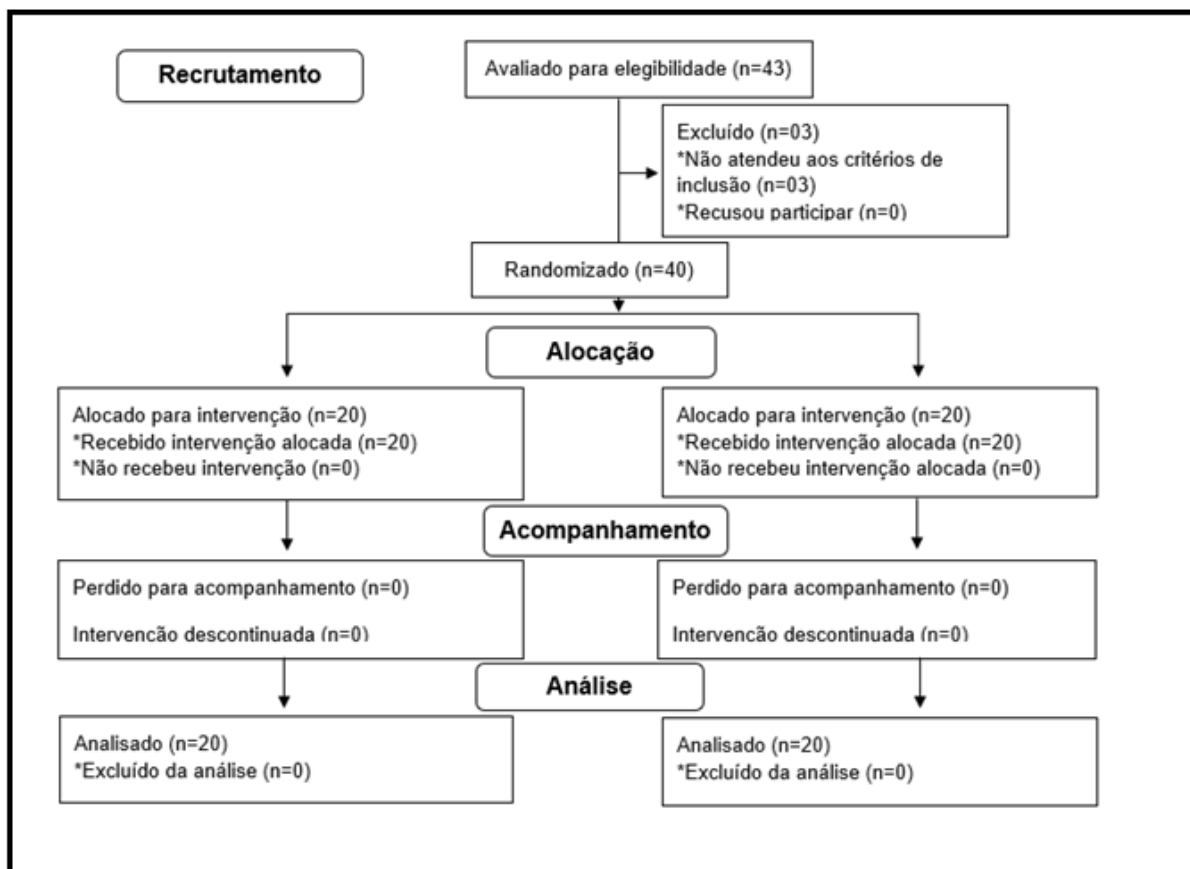 Recrutamento
Avaliado para elegibilidade (n=43)
Excluído (n=03)
*Não atendeu aos critérios de
inclusão (n=03)
*Recusou participar (n=0)
Randomizado (n=40)
Alocação
Alocado para intervenção (n=20)
*Recebido intervenção alocada (n=20)
*Não recebeu intervenção (n=0)
Alocado para intervenção (n=20)
*Recebido intervenção alocada (n=20)
*Não recebeu intervenção alocada (n=0)
Acompanhamento
Perdido para acompanhamento (n=0)
Intervenção descontinuada (n=0)
Perdido para acompanhamento (n=0)
Intervenção descontinuada (n=0)
Análise
Analisado (n=20)
*Excluído da análise (n=0)
Analisado (n=20)
*Excluído da análise (n=0)